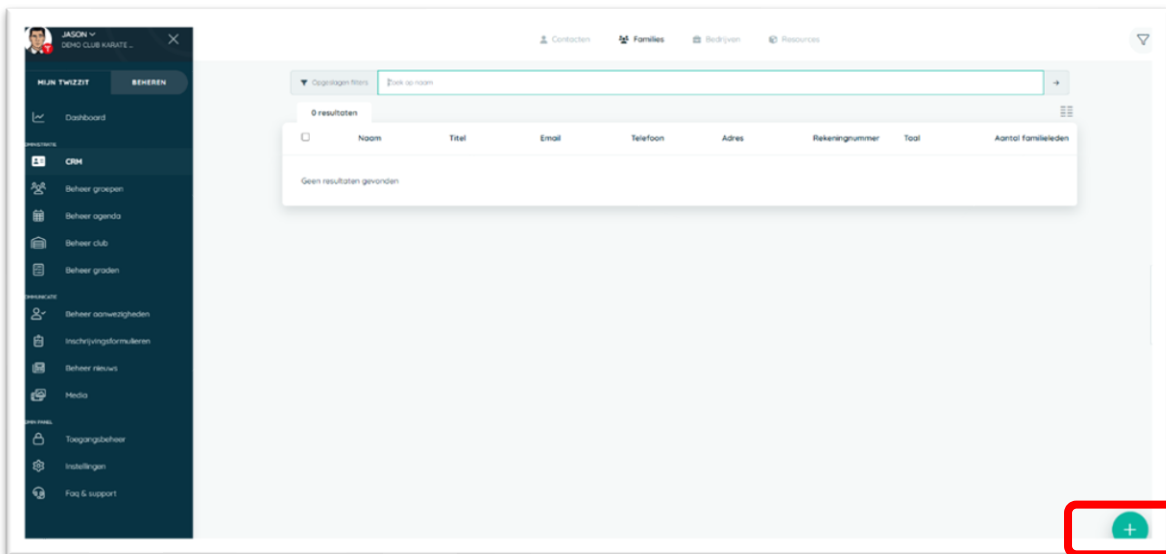 JASON
DEMO CLUB KARATE ...
MIJN TWIZZIT BEHEREN
Dashboard
CRM
Beheer groepen
Beheer agenda
Beheer club
Beheer graden
Beheer aanwezigheden
Inschrijvingsformulieren
Beheer nieuws
Media
Toegangsbeheer
Instellingen
Faq & support
Contacten Families Bedrijven Resources
Opgeslagen filters Zoek op naam
0 resultaten
Naam Titel Email Telefoon Adres Rekeningnummer Taal Aantal familieleden
Geen resultaten gevonden